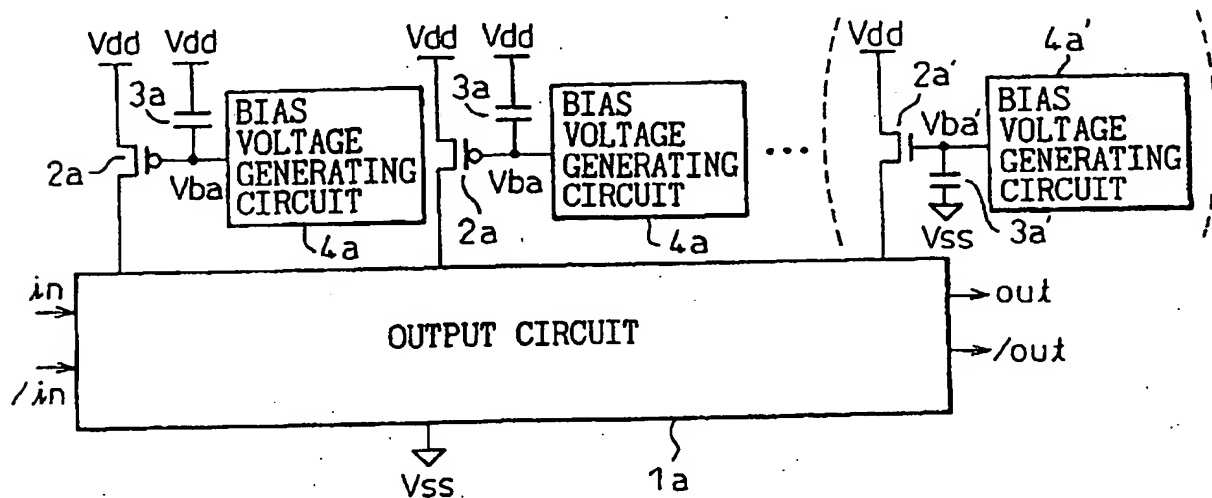 Vdd Vdd Vdd Vdd Vdd 4a'
3a 3a 2a'
BIAS
VOLTAGE
GENERATING
CIRCUIT
BIAS
VOLTAGE
GENERATING
CIRCUIT
BIAS
VOLTAGE
GENERATING
CIRCUIT
2a Vba 2a Vba Vba'
4a 4a Vss 3a'
in out
OUTPUT CIRCUIT
/in /out
Vss 1a